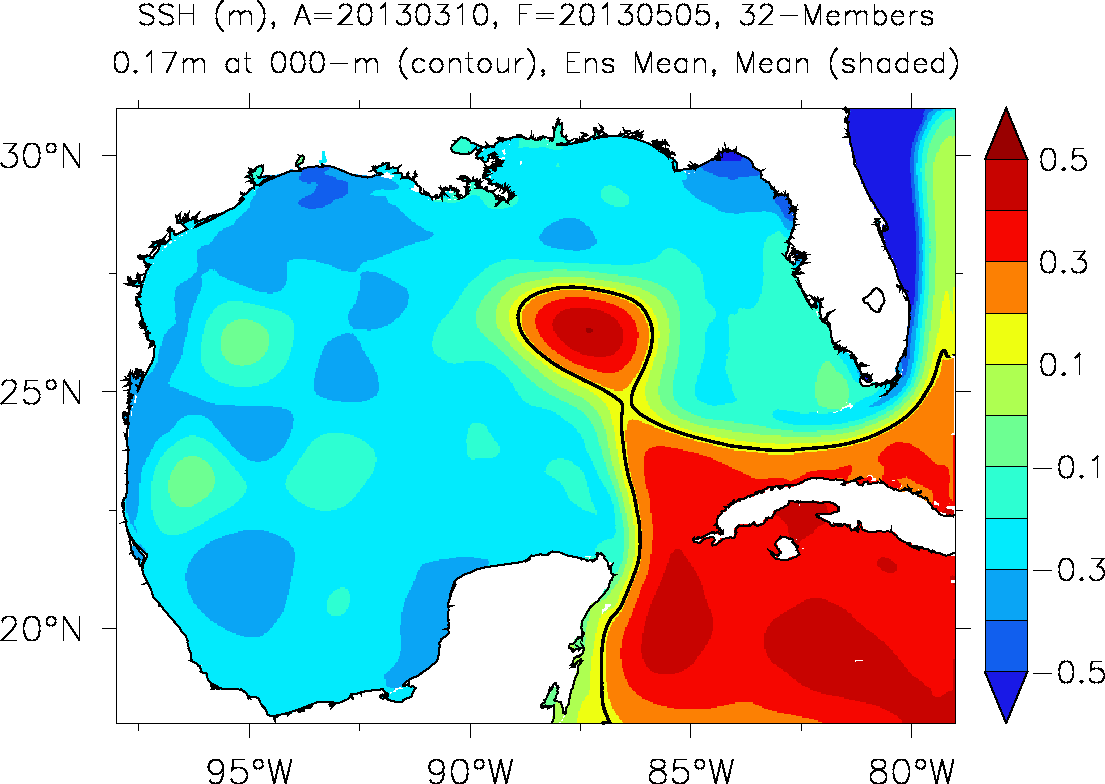 SSH (m), A=20130310, F=20130505, 32-Members
0.17m at 000-m (contour), Ens Mean, Mean (shaded)
30°N
25°N
20°N
95°W 90°W 85°W 80°W
0.5
0.3
0.1
-0.1
-0.3
-0.5